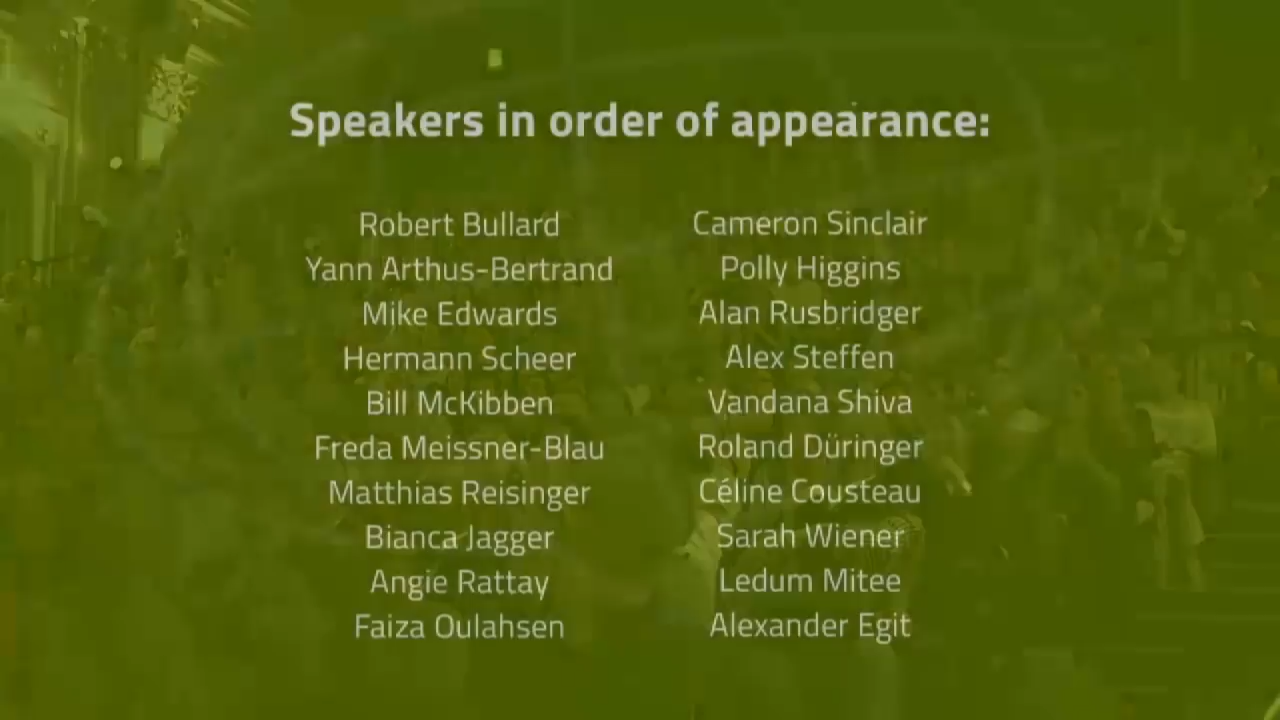 Speakers in order of appearance:
Robert Bullard
Yann Arthus-Bertrand
Mike Edwards
Hermann Scheer
Bill McKibben
Freda Meissner-Blau
Matthias Reisinger
Bianca Jagger
Angie Rattay
Faiza Oulahsen
Cameron Sinclair
Polly Higgins
Alan Rusbridger
Alex Steffen
Vandana Shiva
Roland Düringer
Céline Cousteau
Sarah Wiener
Ledum Mitee
Alexander Egit